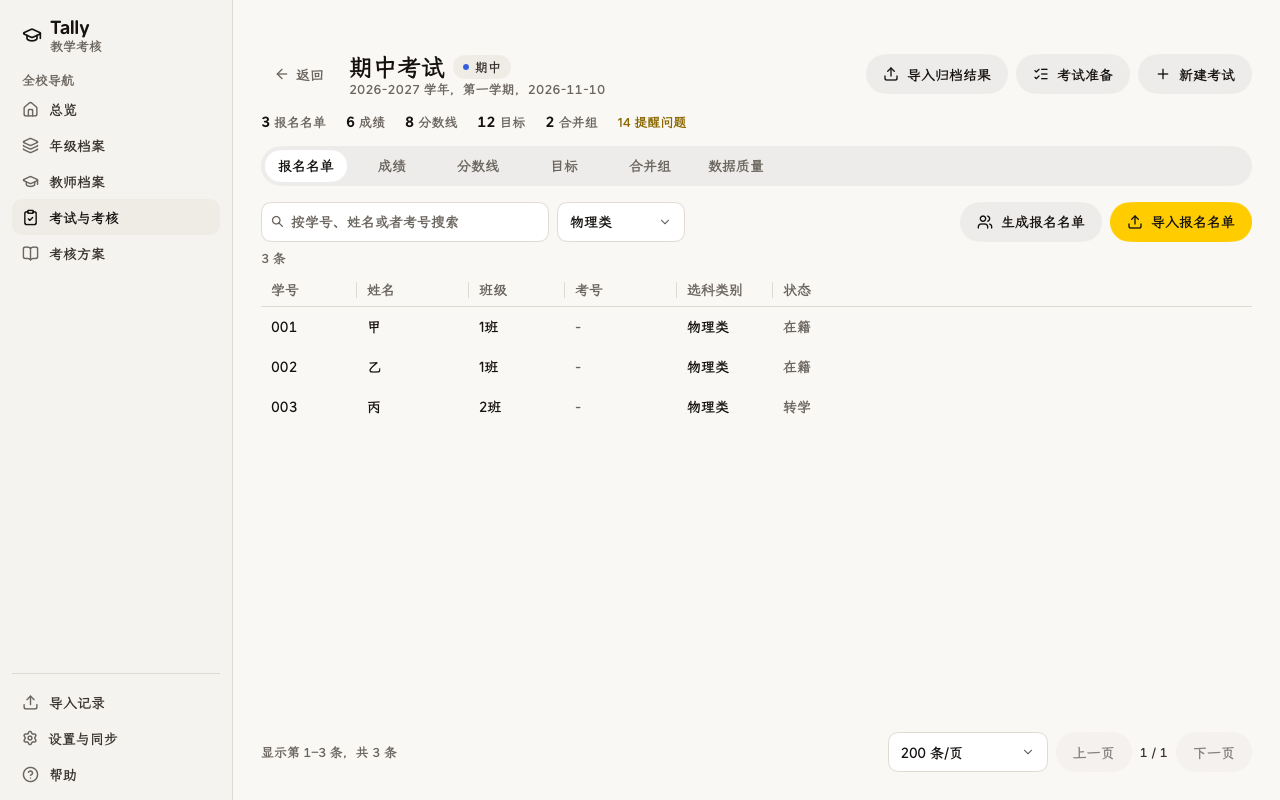 Tally
教学考核
全校导航
总览
年级档案
教师档案
考试与考核
考核方案
导入记录
设置与同步
帮助
返回
期中考试 期中
2026-2027 学年，第一学期，2026-11-10
导入归档结果 考试准备 新建考试
3 报名名单 6 成绩 8 分数线 12 目标 2 合并组 14 提醒问题
报名名单 成绩 分数线 目标 合并组 数据质量
按学号、姓名或者考号搜索 物理类 生成报名名单 导入报名名单
3 条
学号 姓名 班级 考号 选科类别 状态
001 甲 1班 - 物理类 在籍
002 乙 1班 - 物理类 在籍
003 丙 2班 - 物理类 转学
显示第 1–3 条，共 3 条 200 条/页 上一页 1 / 1 下一页